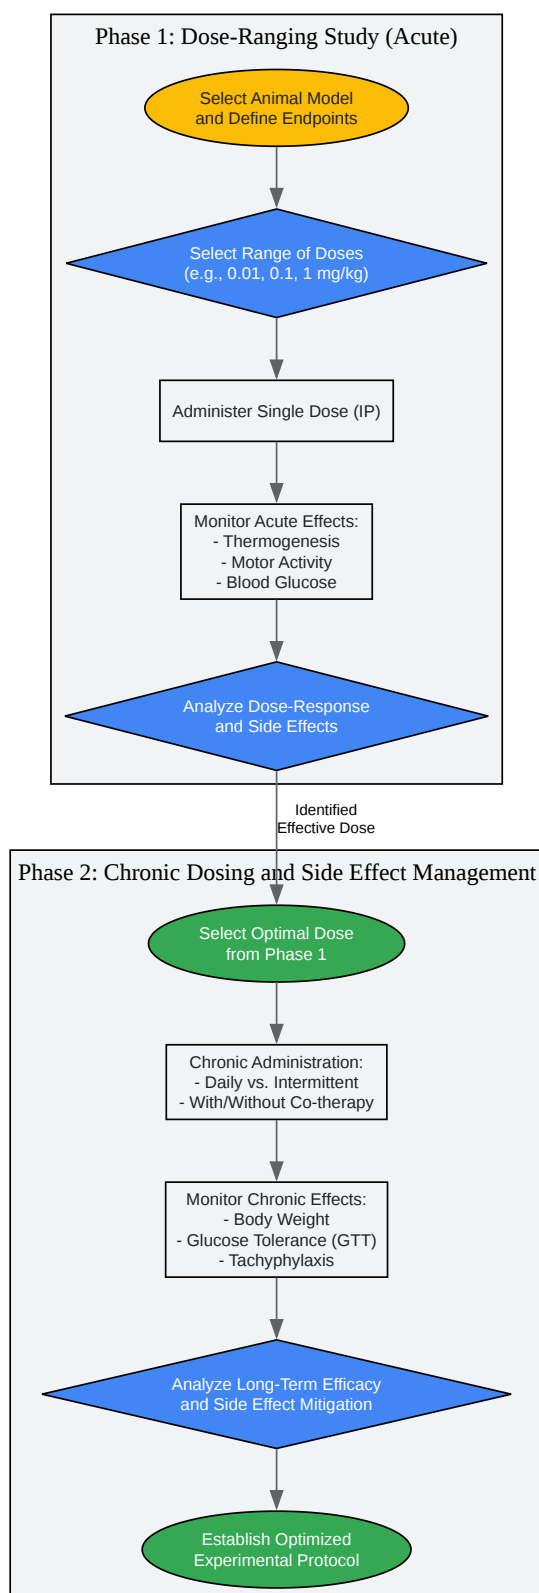 Phase 1: Dose-Ranging Study (Acute)
Select Animal Model
and Define Endpoints
Select Range of Doses
(e.g., 0.01, 0.1, 1 mg/kg)
Administer Single Dose (IP)
Monitor Acute Effects:
- Thermogenesis
- Motor Activity
- Blood Glucose
Analyze Dose-Response
and Side Effects
Identified
Effective Dose
Phase 2: Chronic Dosing and Side Effect Management
Select Optimal Dose
from Phase 1
Chronic Administration:
- Daily vs. Intermittent
- With/Without Co-therapy
Monitor Chronic Effects:
- Body Weight
- Glucose Tolerance (GTT)
- Tachyphylaxis
Analyze Long-Term Efficacy
and Side Effect Mitigation
Establish Optimized
Experimental Protocol